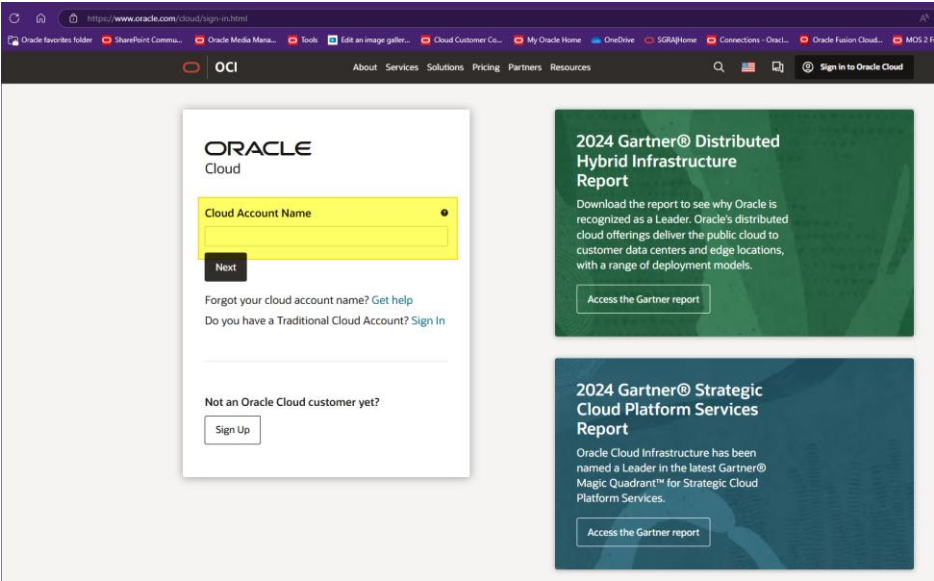 https://www.oracle.com/cloud/sign-in.html
Oracle favorites folder SharePoint Commu... Oracle Media Mana... Tools Edit an image galler... Cloud Customer Co... My Oracle Home OneDrive SGRA|Home Connections - Oracl... Oracle Fusion Cloud... MOS 2 F
OCI About Services Solutions Pricing Partners Resources Sign in to Oracle Cloud
ORACLE
Cloud
Cloud Account Name
Next
Forgot your cloud account name? Get help
Do you have a Traditional Cloud Account? Sign In
Not an Oracle Cloud customer yet?
Sign Up
2024 Gartner® Distributed
Hybrid Infrastructure
Report
Download the report to see why Oracle is
recognized as a Leader. Oracle's distributed
cloud offerings deliver the public cloud to
customer data centers and edge locations,
with a range of deployment models.
Access the Gartner report
2024 Gartner® Strategic
Cloud Platform Services
Report
Oracle Cloud Infrastructure has been
named a Leader in the latest Gartner®
Magic Quadrant™ for Strategic Cloud
Platform Services.
Access the Gartner report